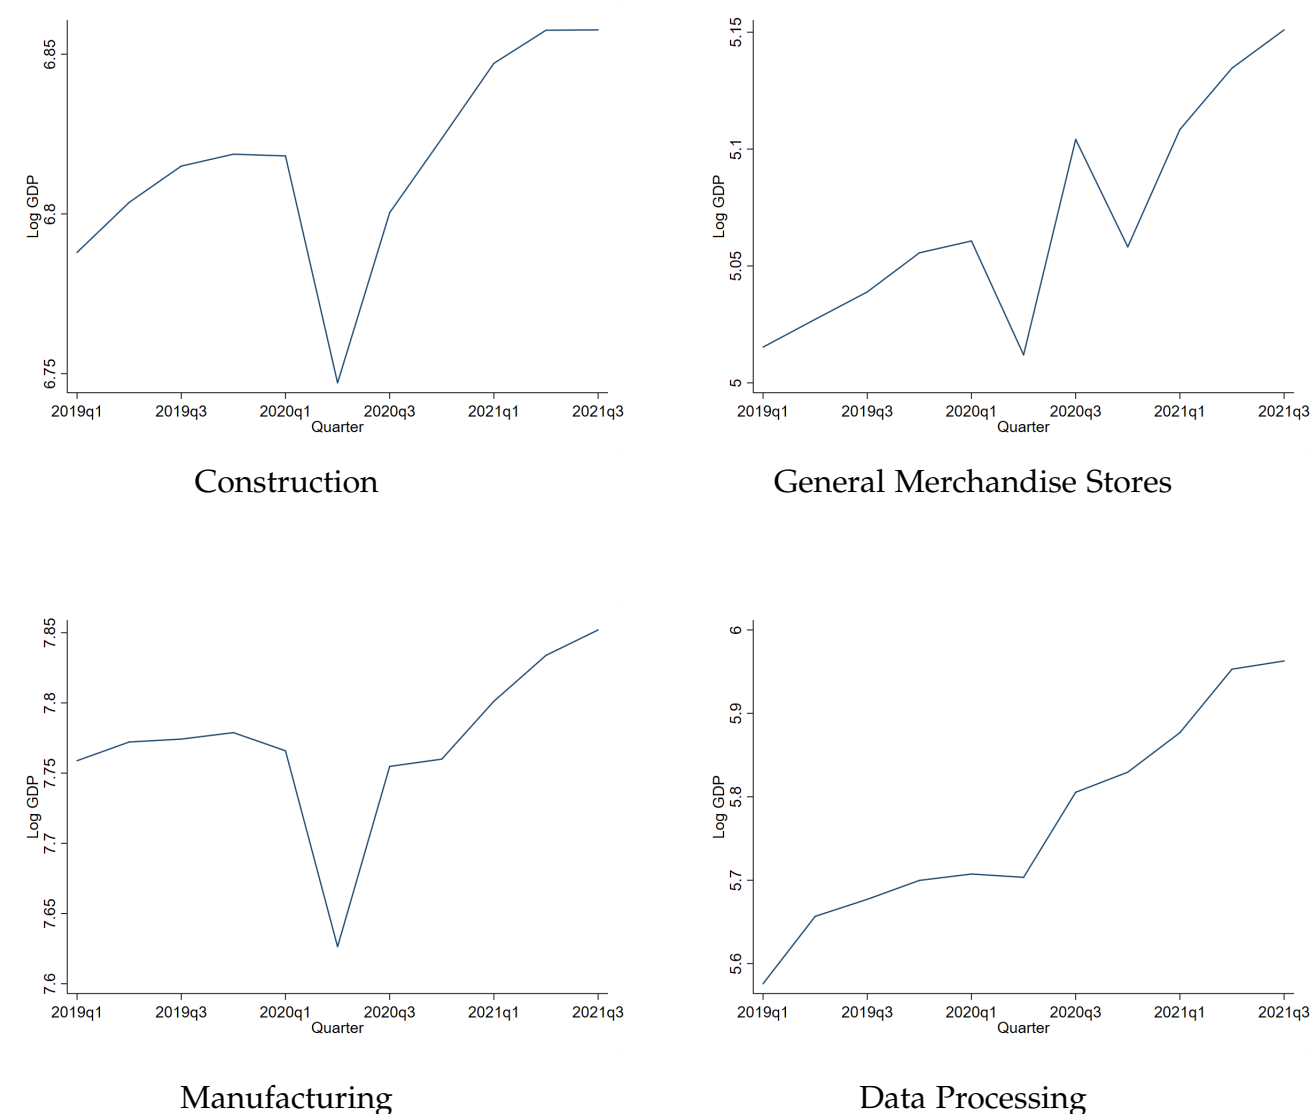 6.85
6.8
6.75
Log GDP
2019q1 2019q3 2020q1 2020q3 2021q1 2021q3
Quarter
Construction
5.15
5.1
5.05
5
Log GDP
2019q1 2019q3 2020q1 2020q3 2021q1 2021q3
Quarter
General Merchandise Stores
7.85
7.8
7.75
7.7
7.65
7.6
Log GDP
2019q1 2019q3 2020q1 2020q3 2021q1 2021q3
Quarter
Manufacturing
6
5.9
5.8
5.7
5.6
Log GDP
2019q1 2019q3 2020q1 2020q3 2021q1 2021q3
Quarter
Data Processing